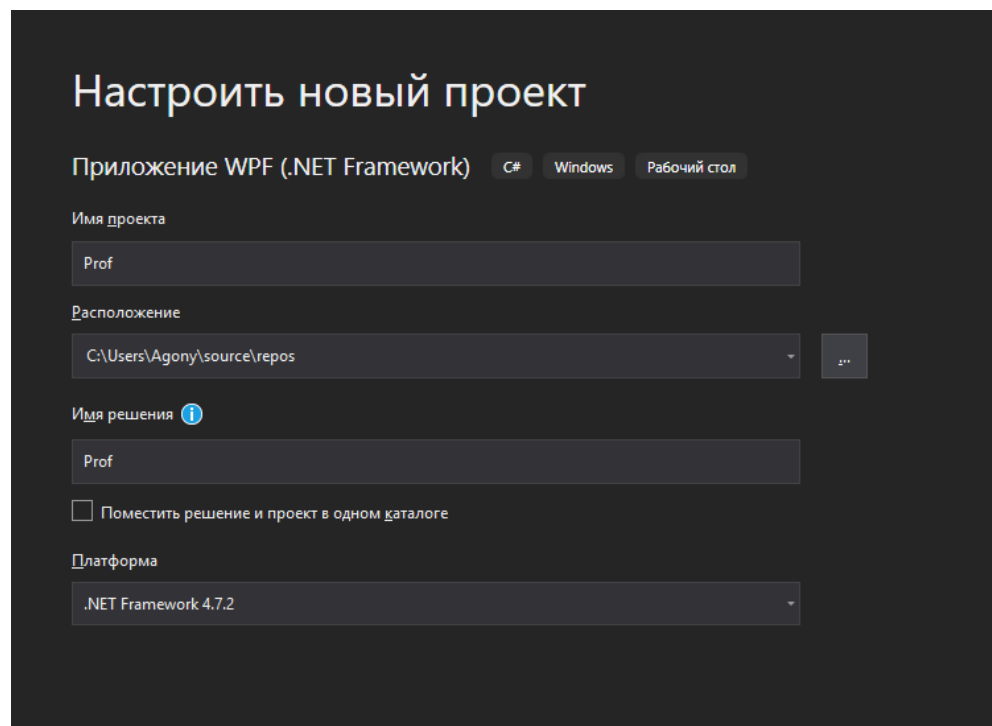 Настроить новый проект
Приложение WPF (.NET Framework) C# Windows Рабочий стол
Имя проекта
Prof
Расположение
C:\Users\Agony\source\repos
...
Имя решения
Prof
Поместить решение и проект в одном каталоге
Платформа
.NET Framework 4.7.2